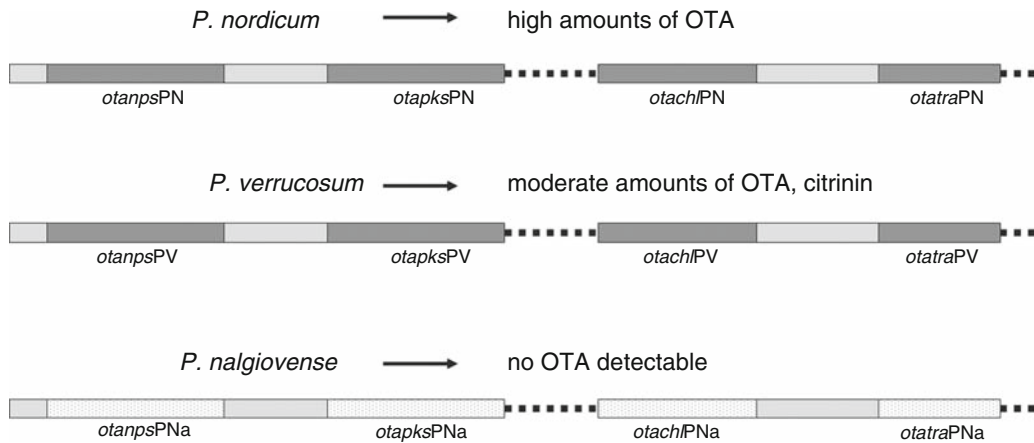 P. nordicum high amounts of OTA
otanpsPN otapksPN otachlPN otatraPN
P. verrucosum moderate amounts of OTA, citrinin
otanpsPV otapksPV otachlPV otatraPV
P. nalgiovense no OTA detectable
otanpsPNa otapksPNa otachlPNa otatraPNa